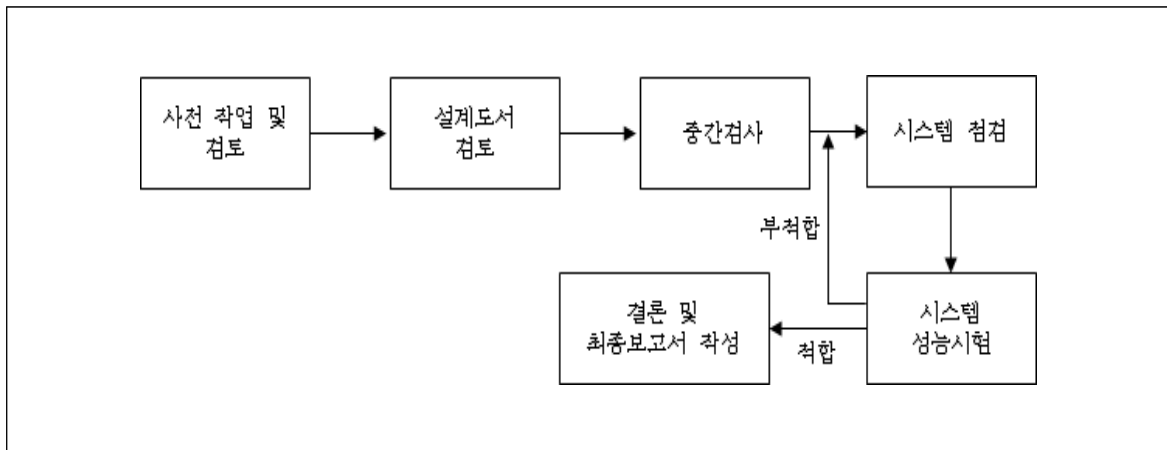 사전 작업 및
검토
설계도서
검토
중간검사
시스템 점검
부적합
결론 및
최종보고서 작성
적합
시스템
성능시험